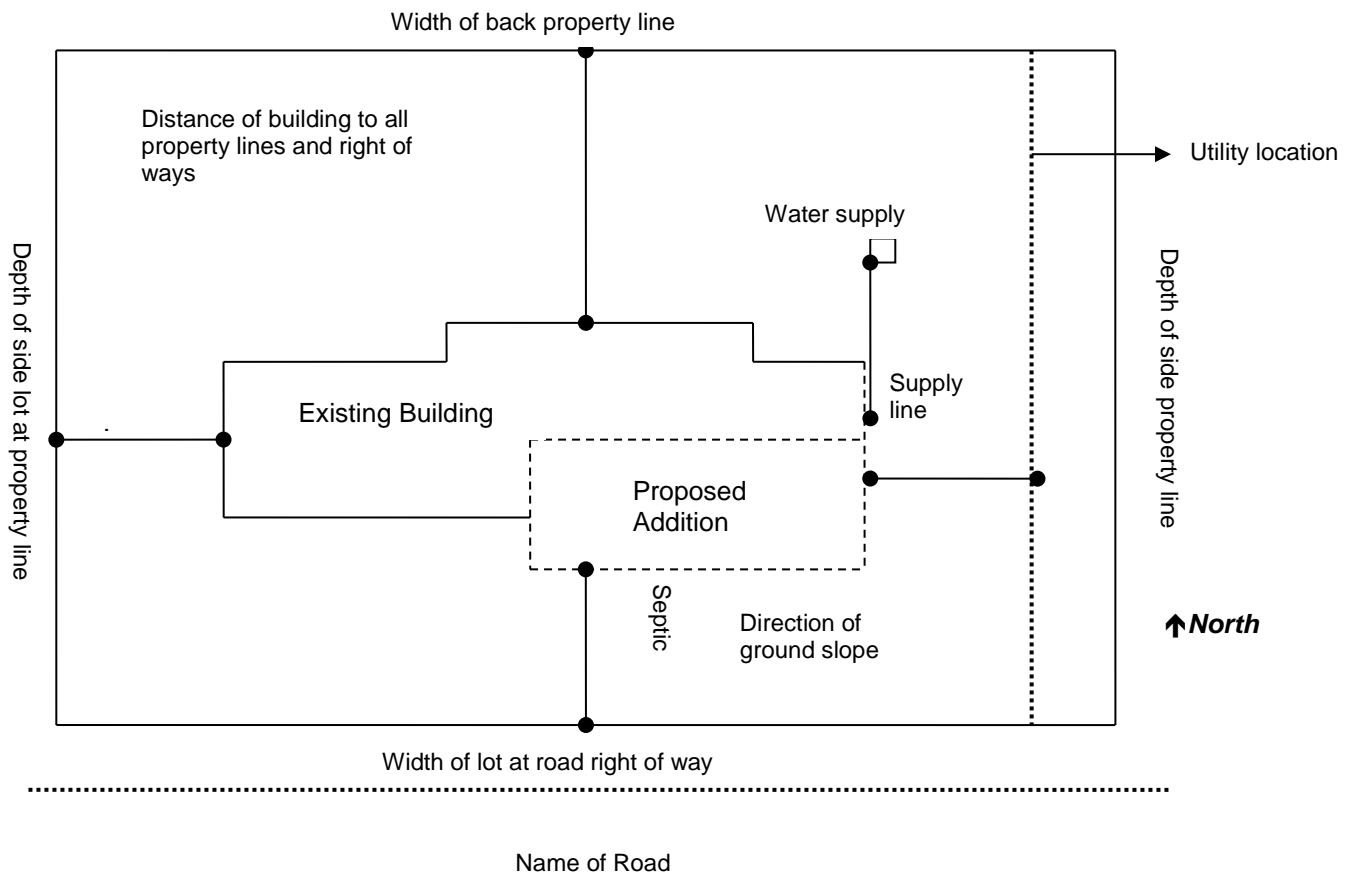 Width of back property line
Distance of building to all
property lines and right of
ways
Utility location
Water supply
Depth of side lot at property line
Depth of side property line
Supply
line
Existing Building
Proposed
Addition
Septic
Direction of
ground slope
North
Width of lot at road right of way
Name of Road